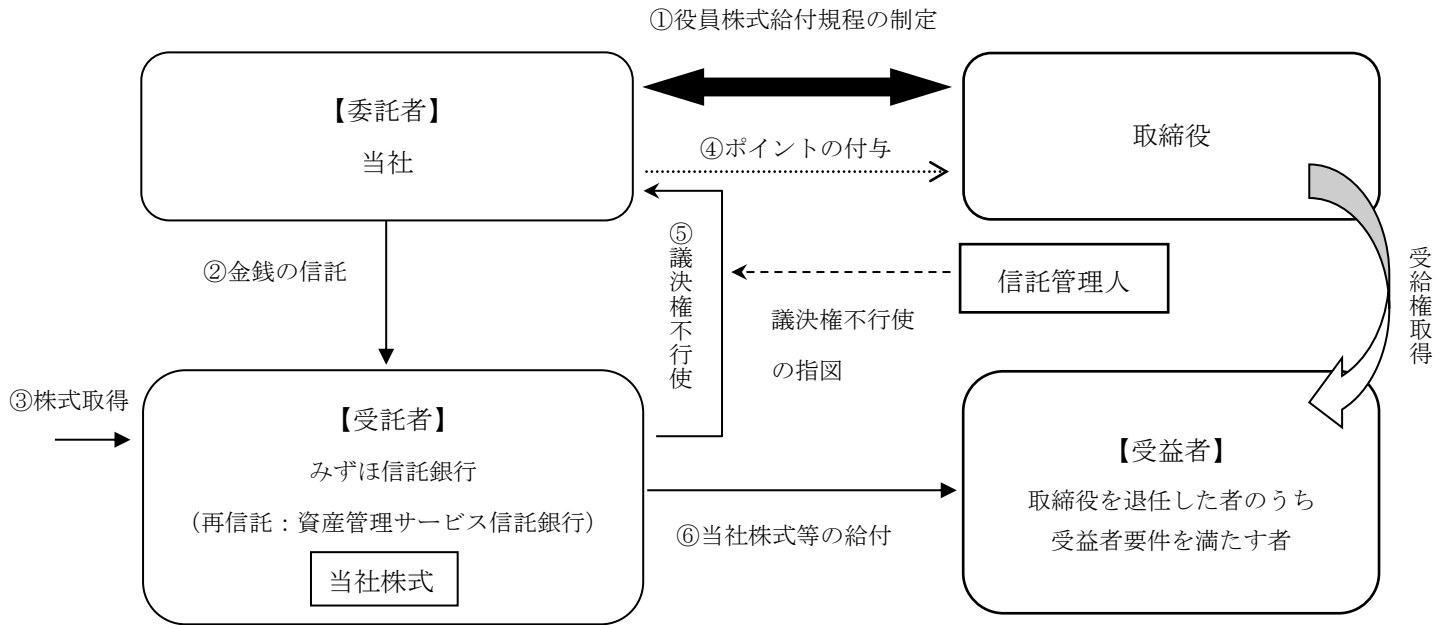 ①役員株式給付規程の制定
【委託者】
当社
取締役
④ポイントの付与
②金銭の信託
⑤議決権不行使
信託管理人
議決権不行使
の指図
受給権取得
③株式取得
【受託者】
みずほ信託銀行
（再信託：資産管理サービス信託銀行）
当社株式
⑥当社株式等の給付
【受益者】
取締役を退任した者のうち
受益者要件を満たす者